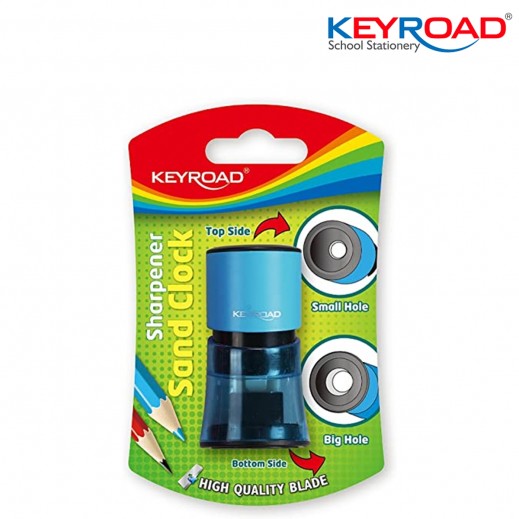 KEYROAD®
School Stationery
KEYROAD®
Top Side
Sharpener
Sand Clock
Small Hole
KEYROAD
Big Hole
Bottom Side
HIGH QUALITY BLADE